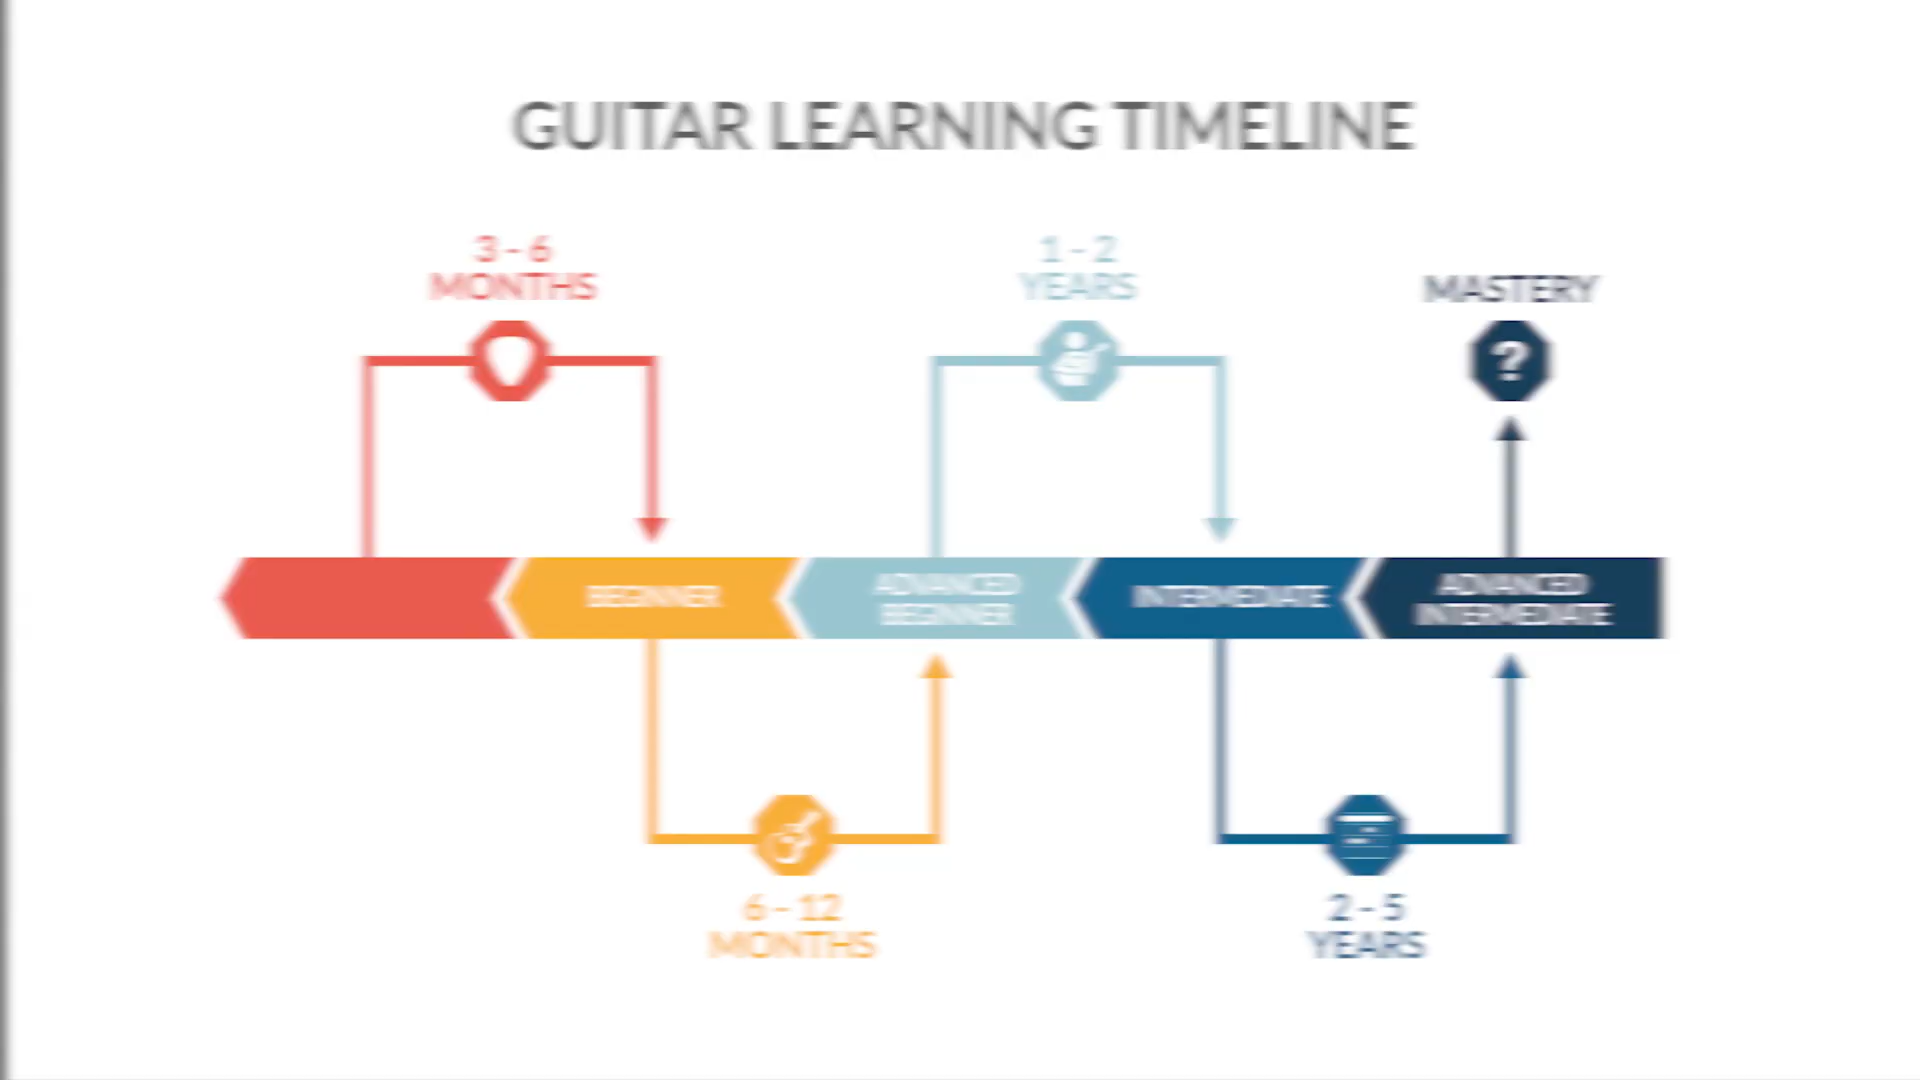 GUITAR LEARNING TIMELINE
3 - 6
MONTHS
1 - 2
YEARS
MASTERY
?
BEGINNER
ADVANCED
BEGINNER
INTERMEDIATE
ADVANCED
INTERMEDIATE
6 - 12
MONTHS
2 - 5
YEARS